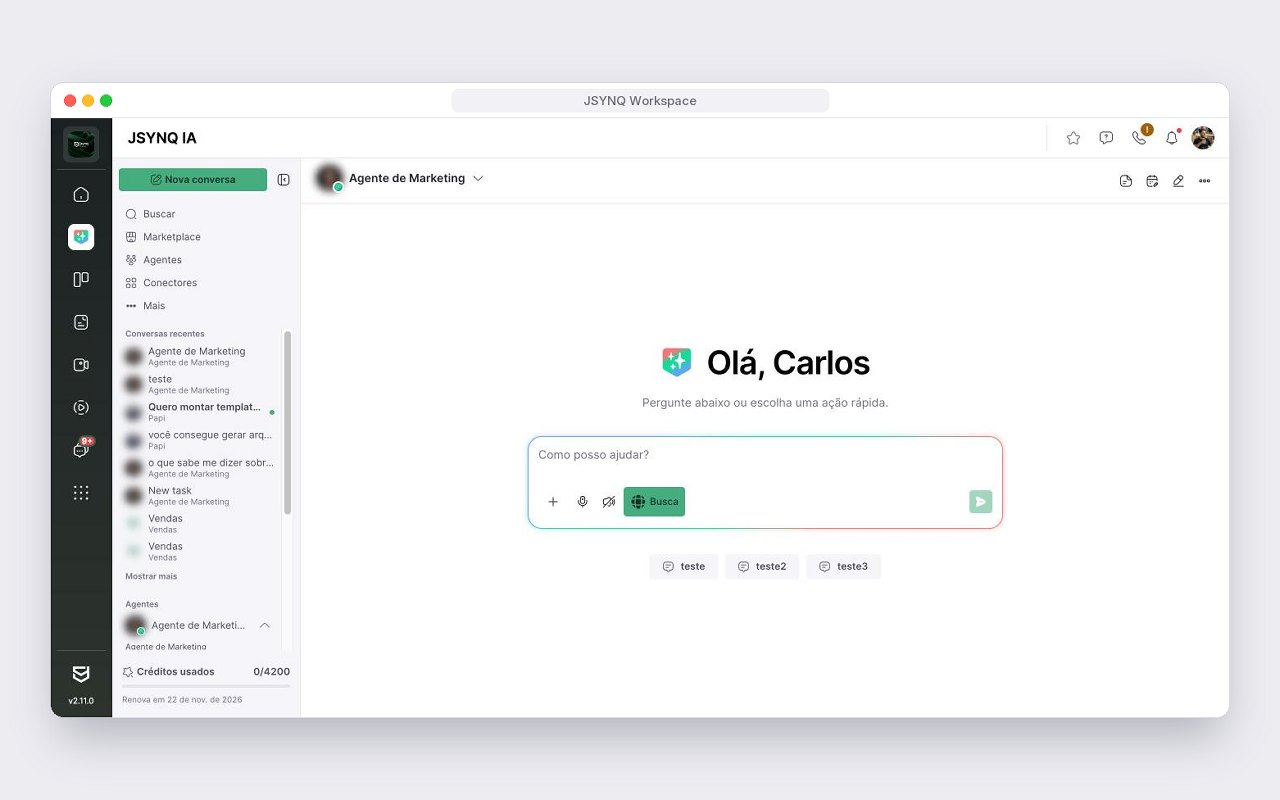 JSYNQ Workspace
JSYNQ IA
Nova conversa
Buscar
Marketplace
Agentes
Conectores
Mais
Conversas recentes
Agente de Marketing
Agente de Marketing
teste
Agente de Marketing
Quero montar templat...
Papi
você consegue gerar arq...
Papi
o que sabe me dizer sobr...
Agente de Marketing
New task
Agente de Marketing
Vendas
Vendas
Vendas
Vendas
Mostrar mais
Agentes
Agente de Marketi...
Agente de Marketing
Créditos usados 0/4200
Renova em 22 de nov. de 2026
9+
v2.11.0
Agente de Marketing
Olá, Carlos
Pergunte abaixo ou escolha uma ação rápida.
Como posso ajudar?
Busca
teste
teste2
teste3